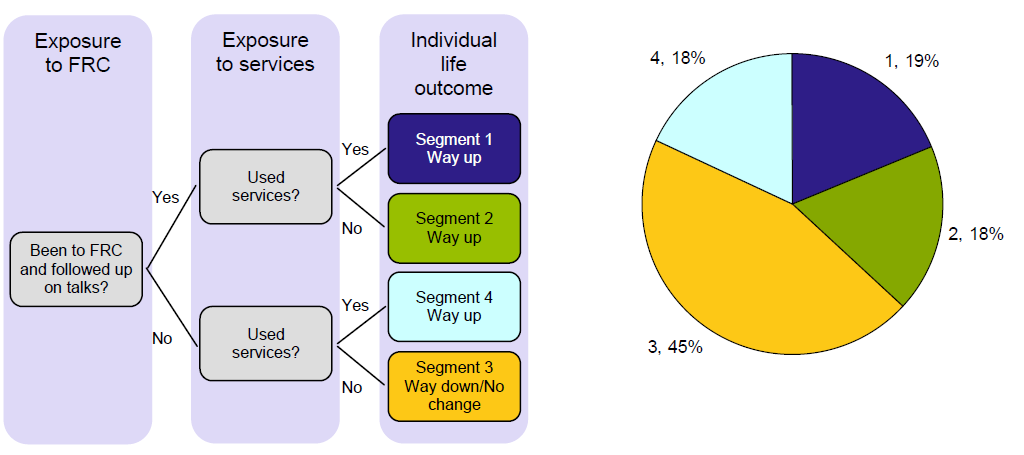 Exposure
to FRC
Exposure
to services
Individual
life
outcome
Been to FRC
and followed up
on talks?
Yes
No
Used
services?
Yes
No
Used
services?
Yes
No
Segment 1
Way up
Segment 2
Way up
Segment 4
Way up
Segment 3
Way down/No
change
4, 18%
1, 19%
2, 18%
3, 45%